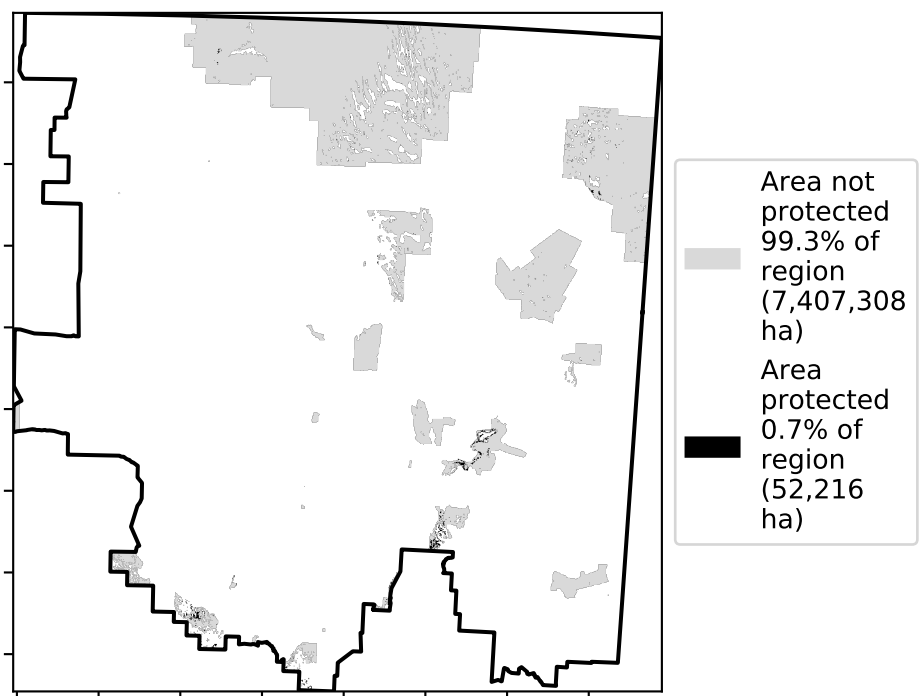 Area not
protected
99.3% of
region
(7,407,308
ha)
Area
protected
0.7% of
region
(52,216
ha)